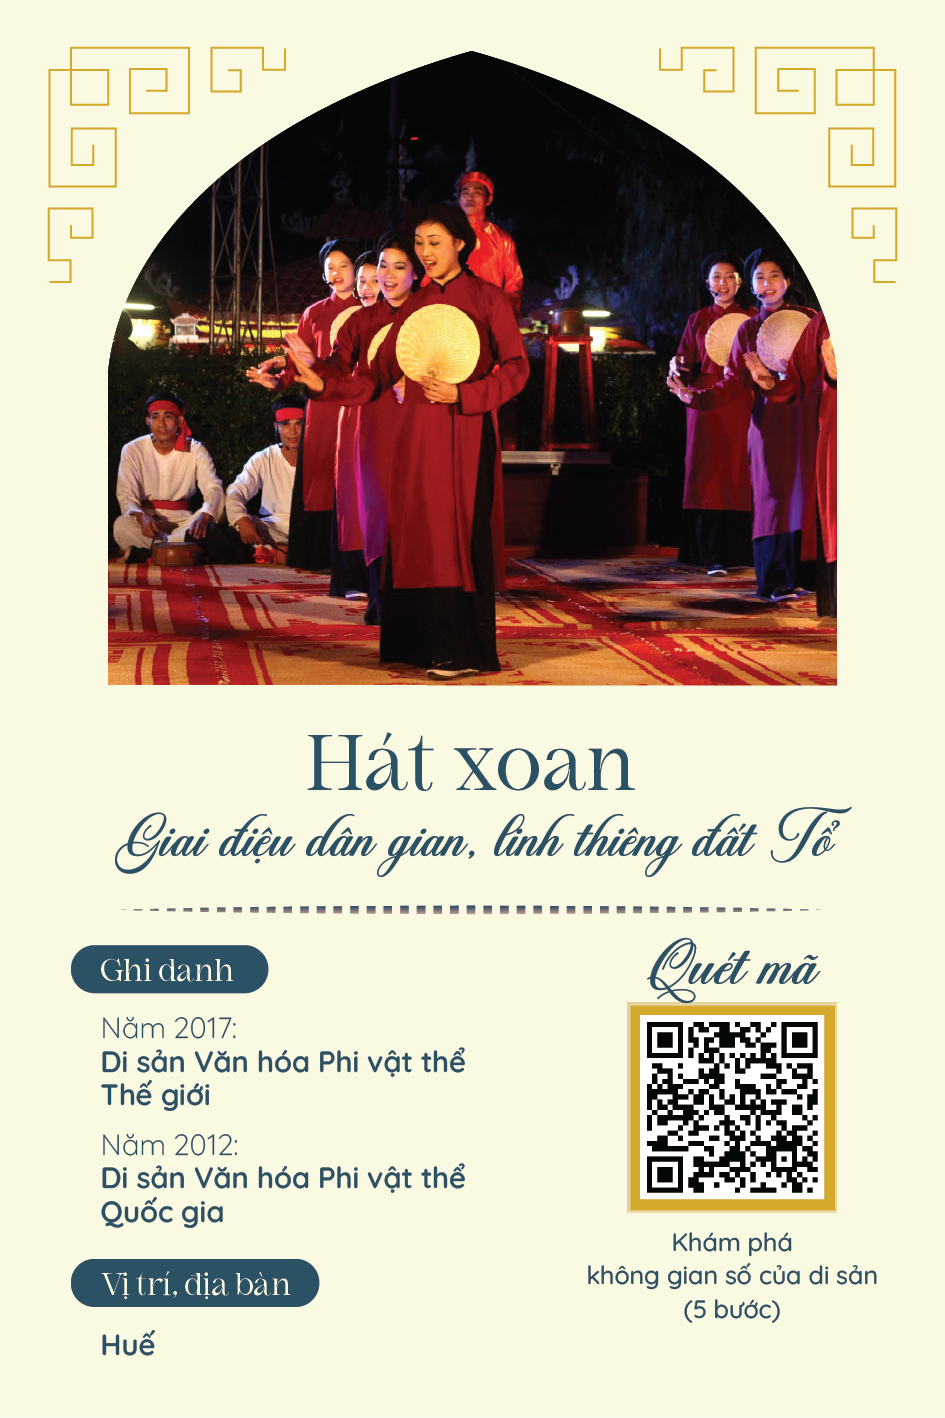 Hát xoan
Giai điệu dân gian, linh thiêng đất Tổ
Ghi danh
Năm 2017:
Di sản Văn hóa Phi vật thể
Thế giới
Năm 2012:
Di sản Văn hóa Phi vật thể
Quốc gia
Vị trí, địa bàn
Huế
Quét mã
Khám phá
không gian số của di sản
(5 bước)